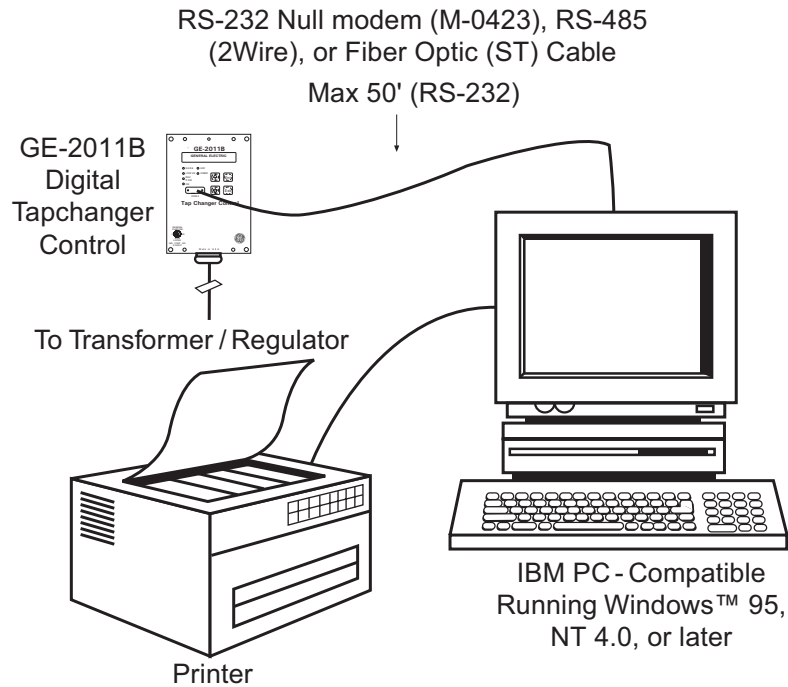 RS-232 Null modem (M-0423), RS-485
(2Wire), or Fiber Optic (ST) Cable
Max 50' (RS-232)
GE-2011B
Digital
Tapchanger
Control
GE-2011B
GENERAL ELECTRIC
Tap Changer Control
To Transformer / Regulator
IBM PC - Compatible
Running Windows™ 95,
NT 4.0, or later
Printer